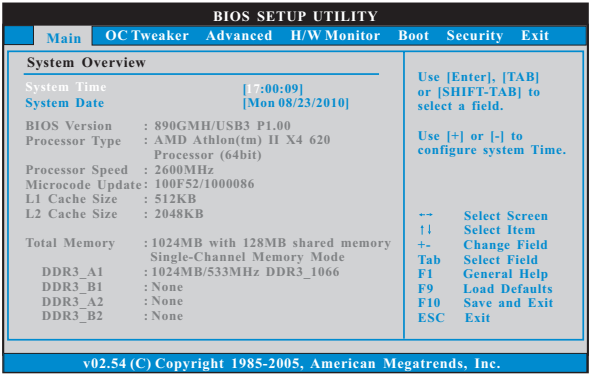 BIOS SETUP UTILITY
Main OC Tweaker Advanced H/W Monitor Boot Security Exit
System Overview
System Time [17:00:09]
System Date [Mon 08/23/2010]
BIOS Version : 890GMH/USB3 P1.00
Processor Type : AMD Athlon(tm) II X4 620
Processor (64bit)
Processor Speed : 2600MHz
Microcode Update : 100F52/1000086
L1 Cache Size : 512KB
L2 Cache Size : 2048KB
Total Memory : 1024MB with 128MB shared memory
Single-Channel Memory Mode
DDR3_A1 : 1024MB/533MHz DDR3_1066
DDR3_B1 : None
DDR3_A2 : None
DDR3_B2 : None
Use [Enter], [TAB]
or [SHIFT-TAB] to
select a field.
Use [+] or [-] to
configure system Time.
←→ Select Screen
↑↓ Select Item
+- Change Field
Tab Select Field
F1 General Help
F9 Load Defaults
F10 Save and Exit
ESC Exit
v02.54 (C) Copyright 1985-2005, American Megatrends, Inc.